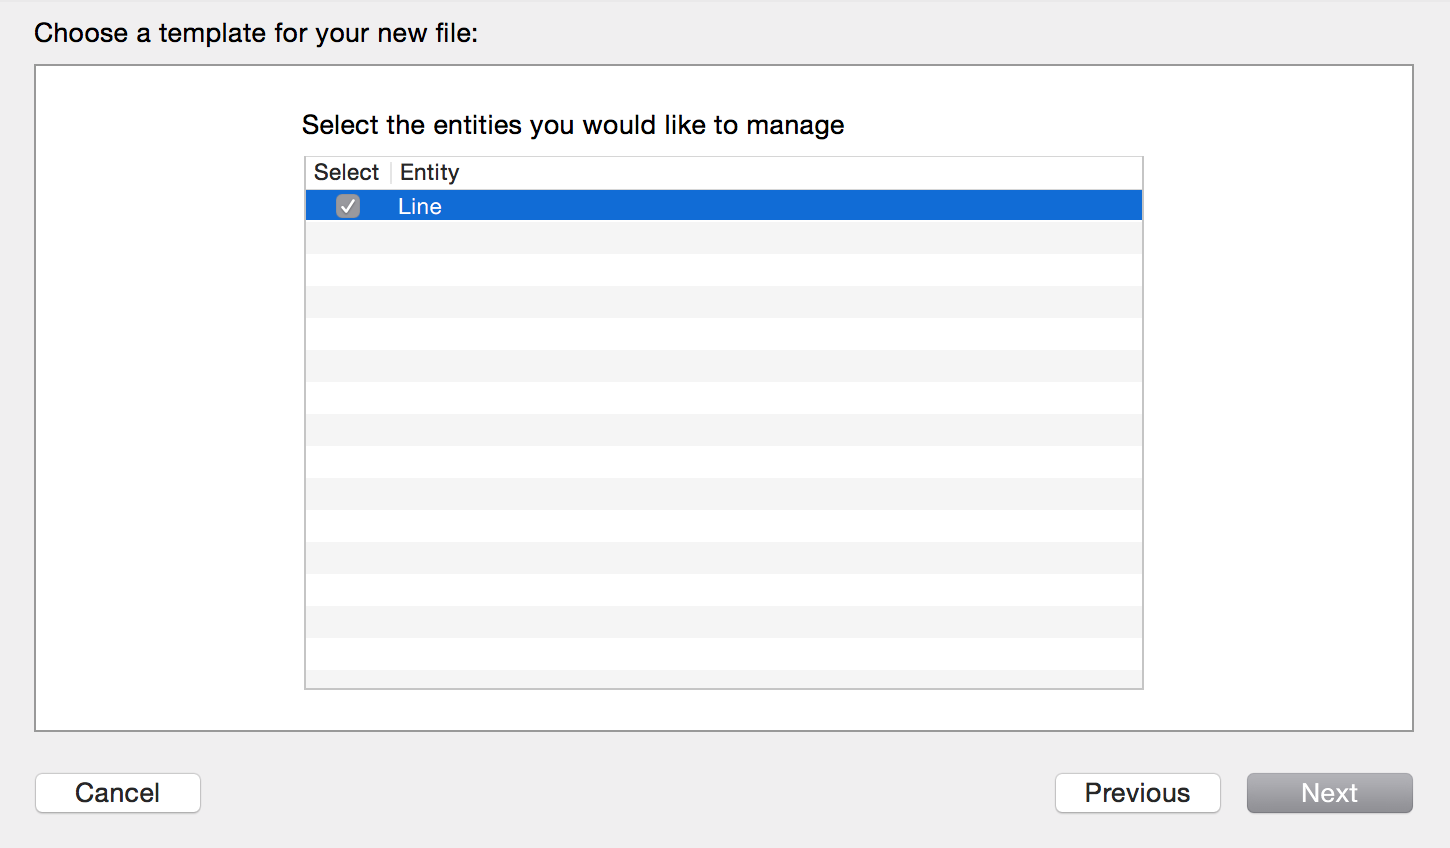 Choose a template for your new file:
Select the entities you would like to manage
Select Entity
Line
Cancel Previous Next